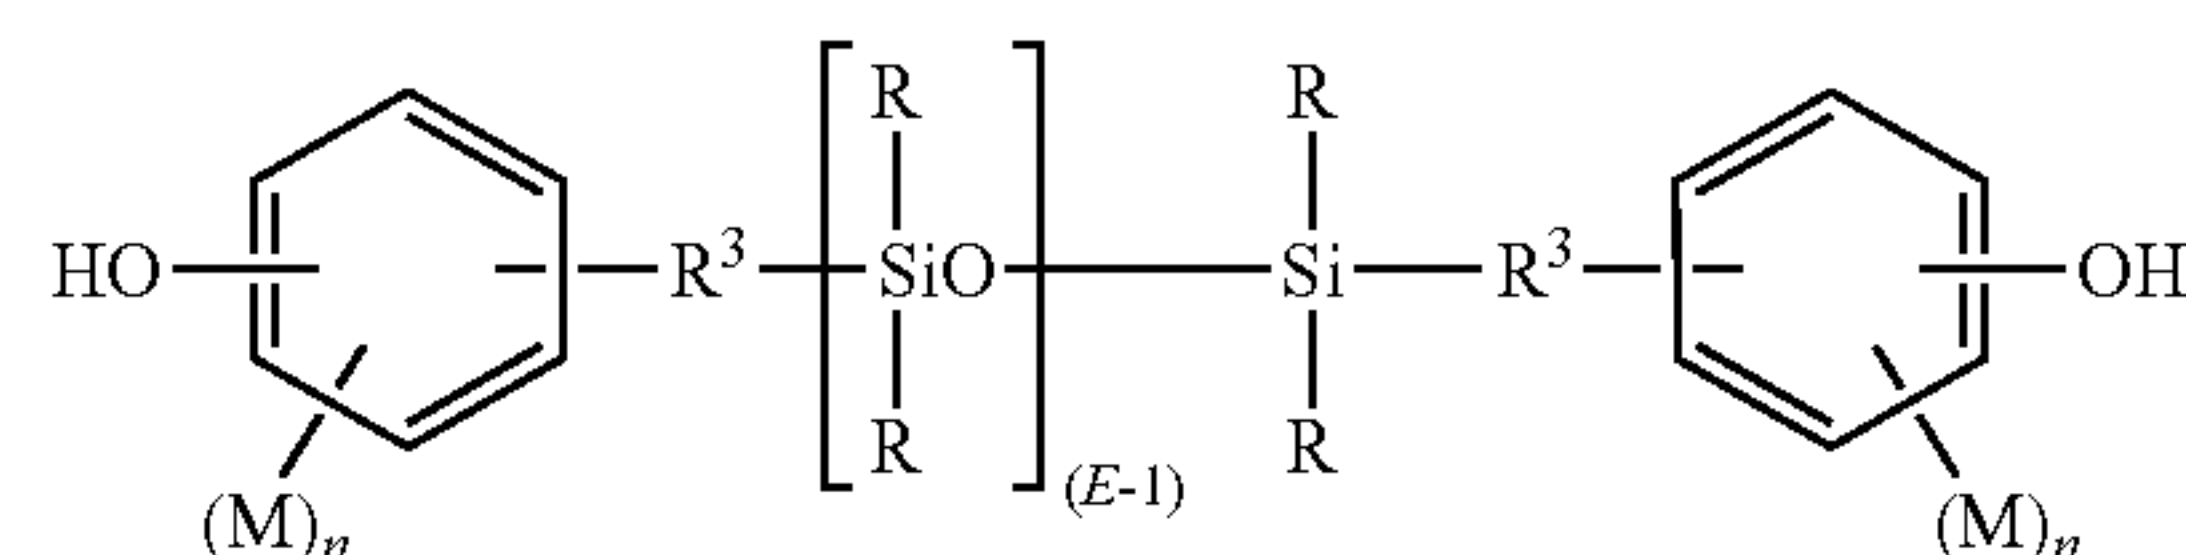 R R
HO R³ SiO Si R³ OH
R R
(E-1)
(M)n (M)n